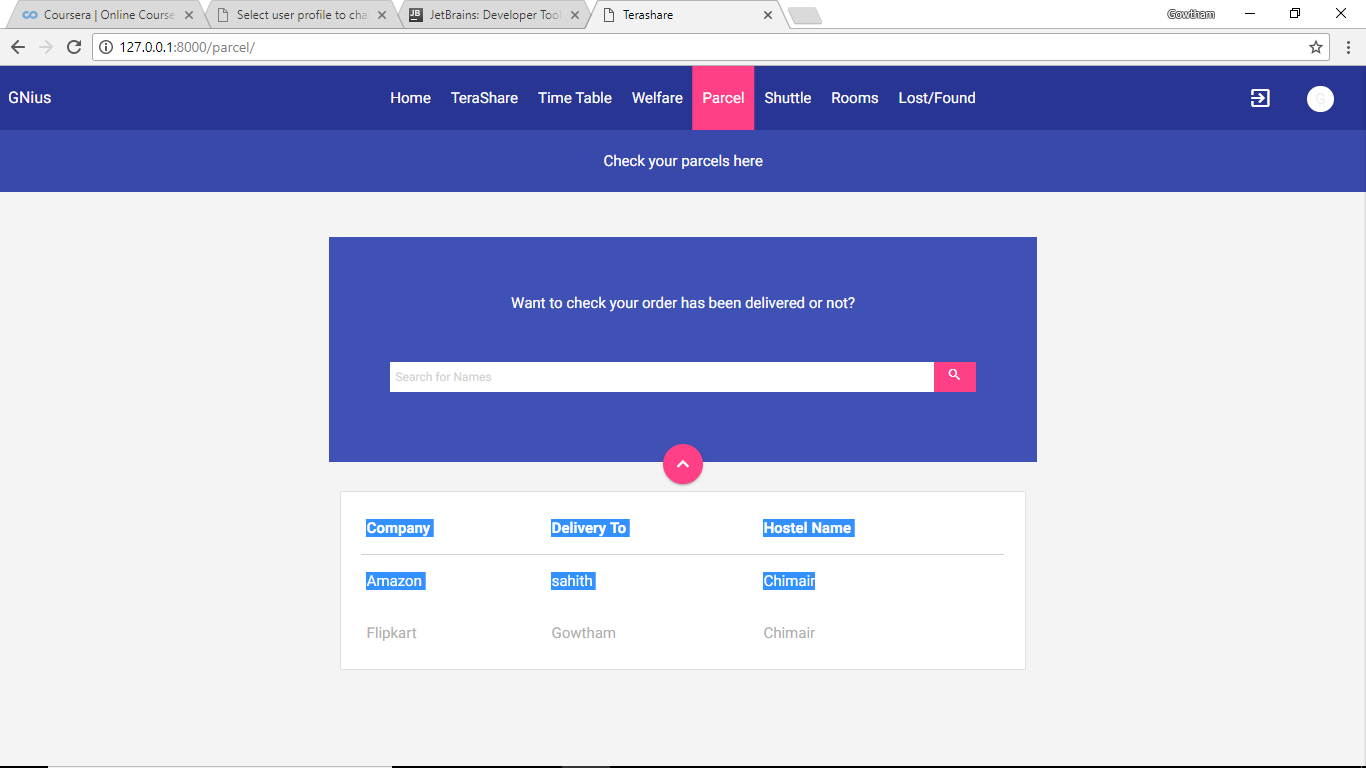 Coursera | Online Course
Select user profile to cha
JetBrains: Developer Tool
Terashare
Gowtham
127.0.0.1:8000/parcel/
GNius
Home TeraShare Time Table Welfare Parcel Shuttle Rooms Lost/Found
G
Check your parcels here
Want to check your order has been delivered or not?
Search for Names
Company Delivery To Hostel Name
Amazon sahith Chimair
Flipkart Gowtham Chimair